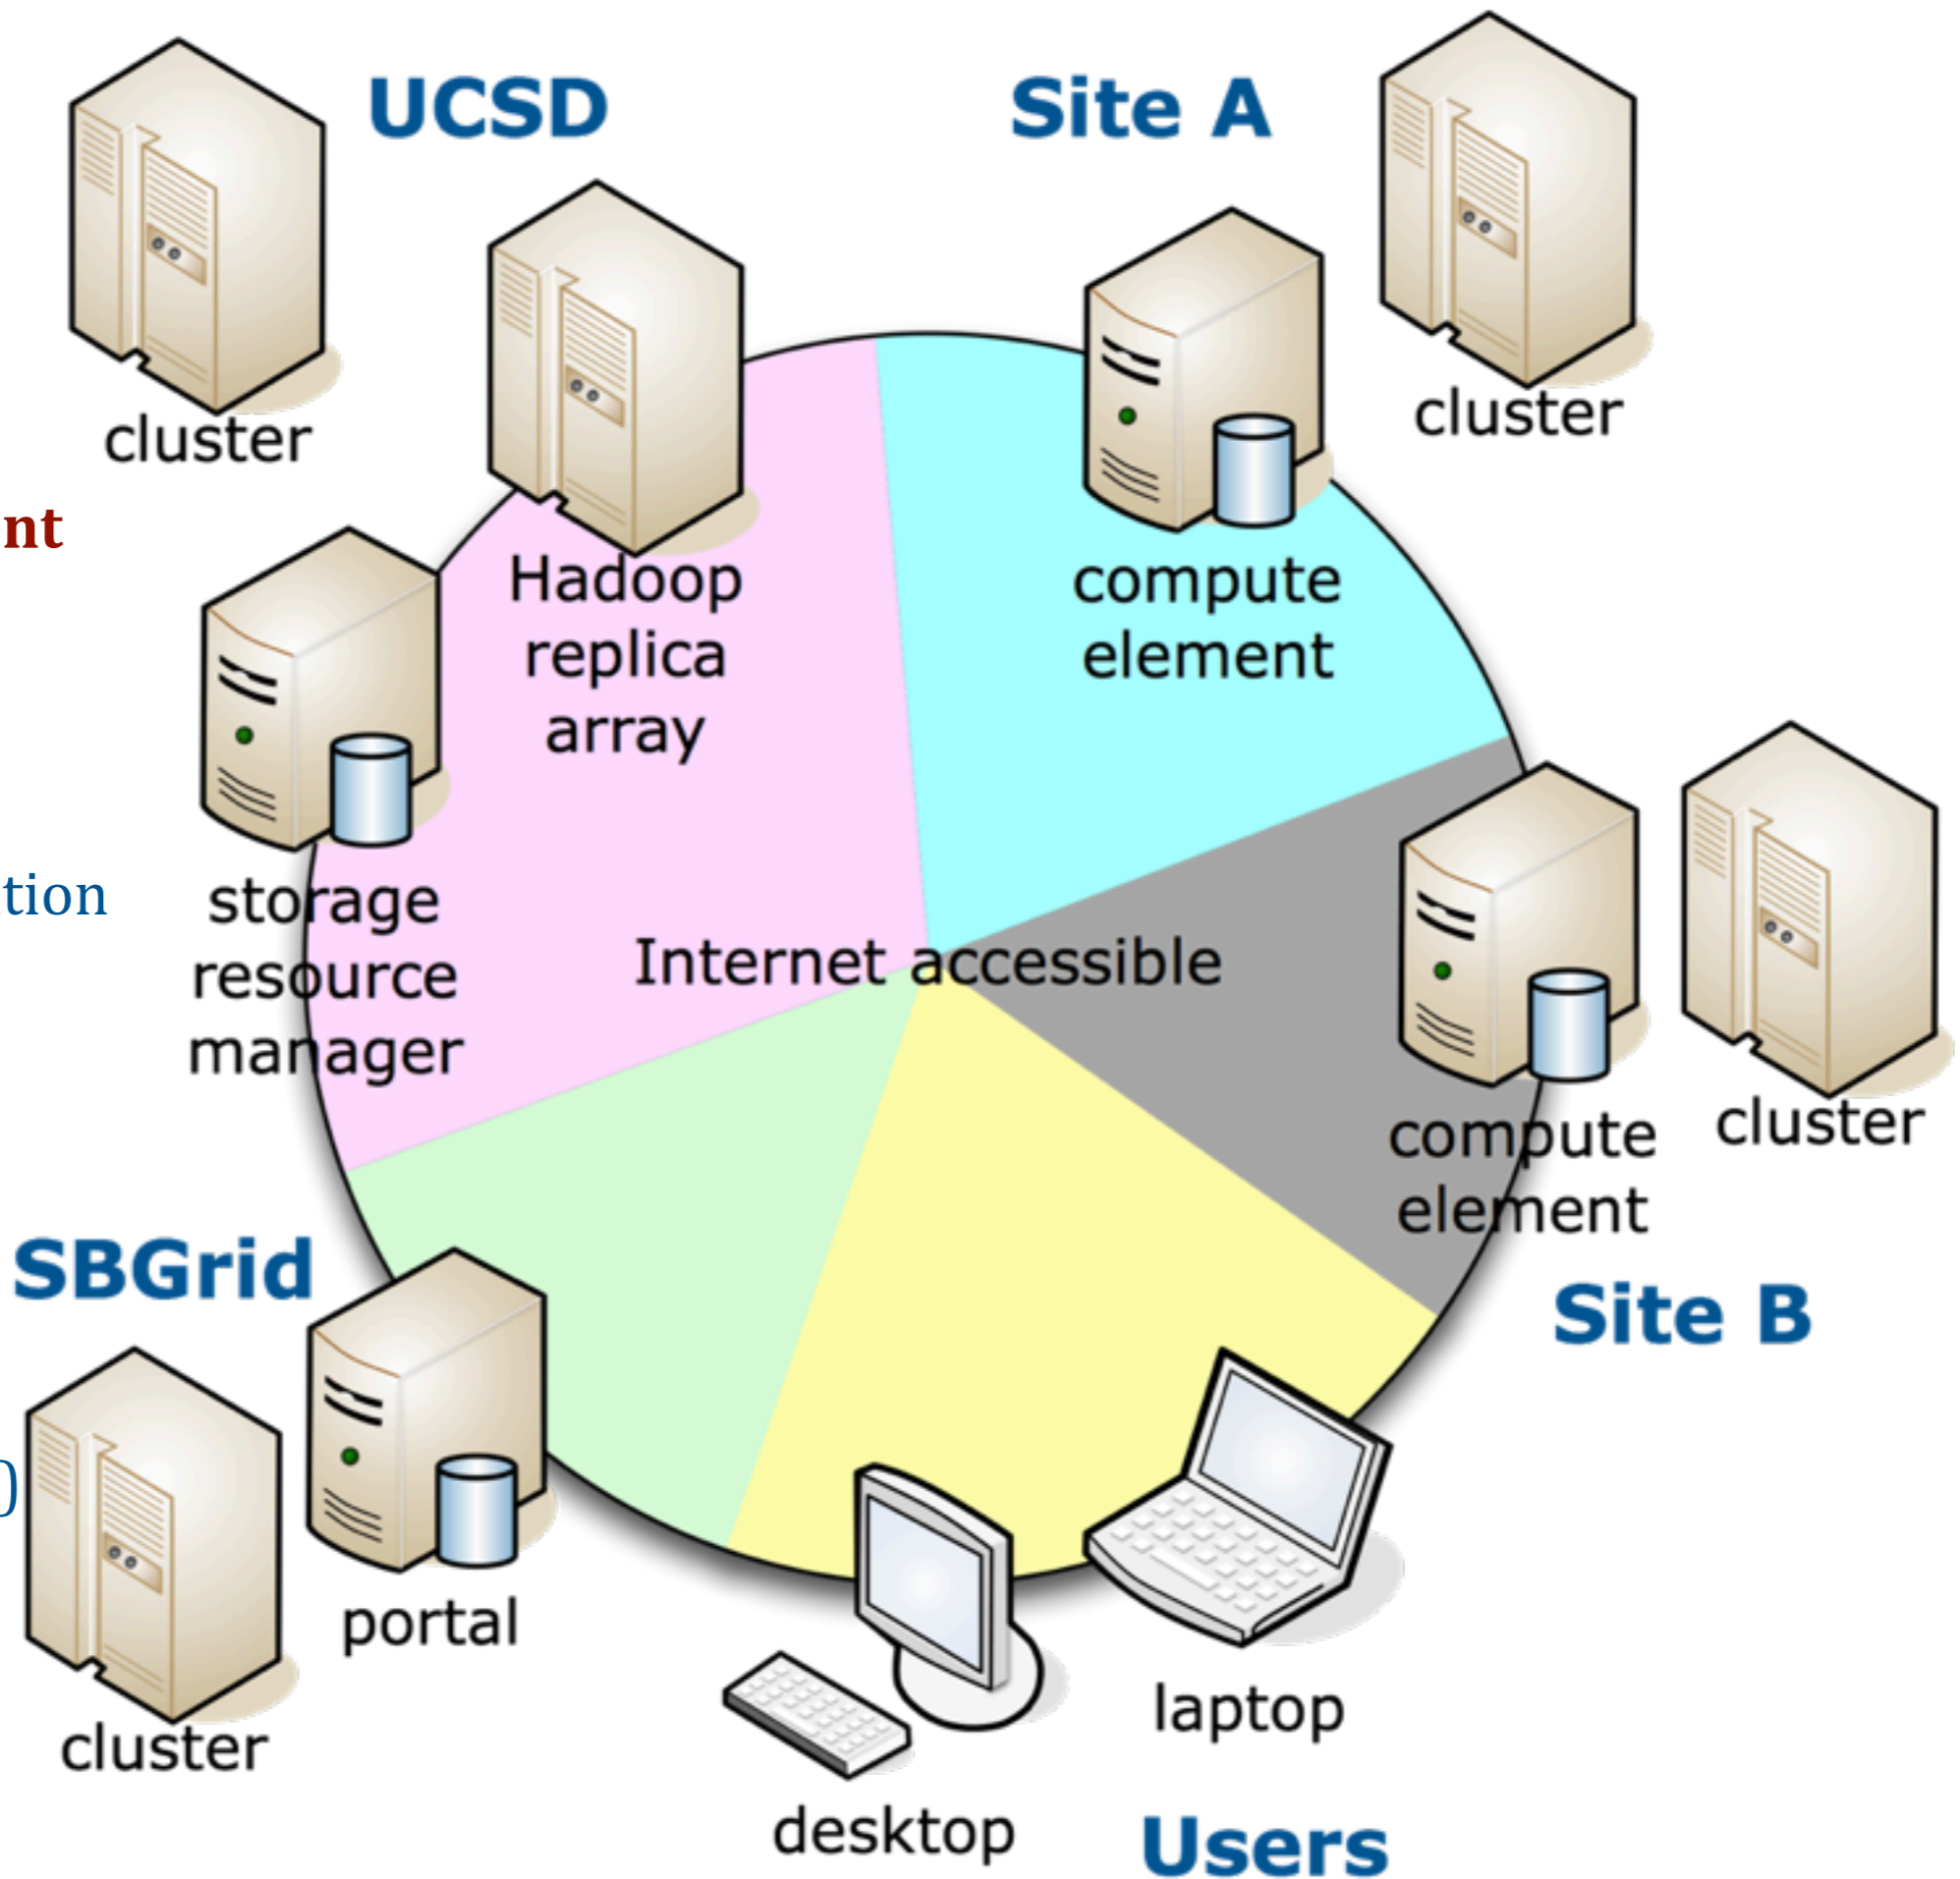 UCSD
Site A
cluster
cluster
nt
Hadoop
replica
array
compute
element
storage
resource
manager
tion
Internet accessible
compute
element
cluster
SBGrid
Site B
)
portal
cluster
laptop
desktop
Users